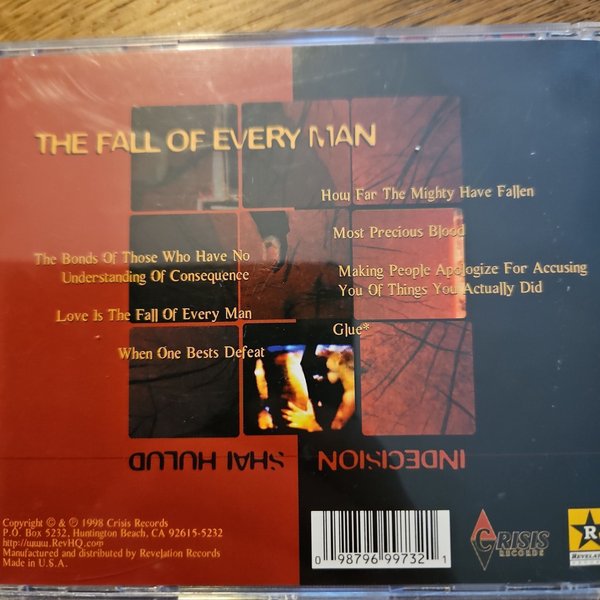 THE FALL OF EVERY MAN
How Far The Mighty Have Fallen
Most Precious Blood
The Bonds Of Those Who Have No
Understanding Of Consequence
Making People Apologize For Accusing
You Of Things You Actually Did
Love Is The Fall Of Every Man
Glue*
When One Bests Defeat
SHAI HULUD
INDECISION
Copyright © & ℗ 1998 Crisis Records
P.O. Box 5232, Huntington Beach, CA 92615-5232
http://www.RevHQ.com
Manufactured and distributed by Revelation Records
Made in U.S.A.
0 98796 99732 1
CRISIS
RECORDS
Re
REVELATION